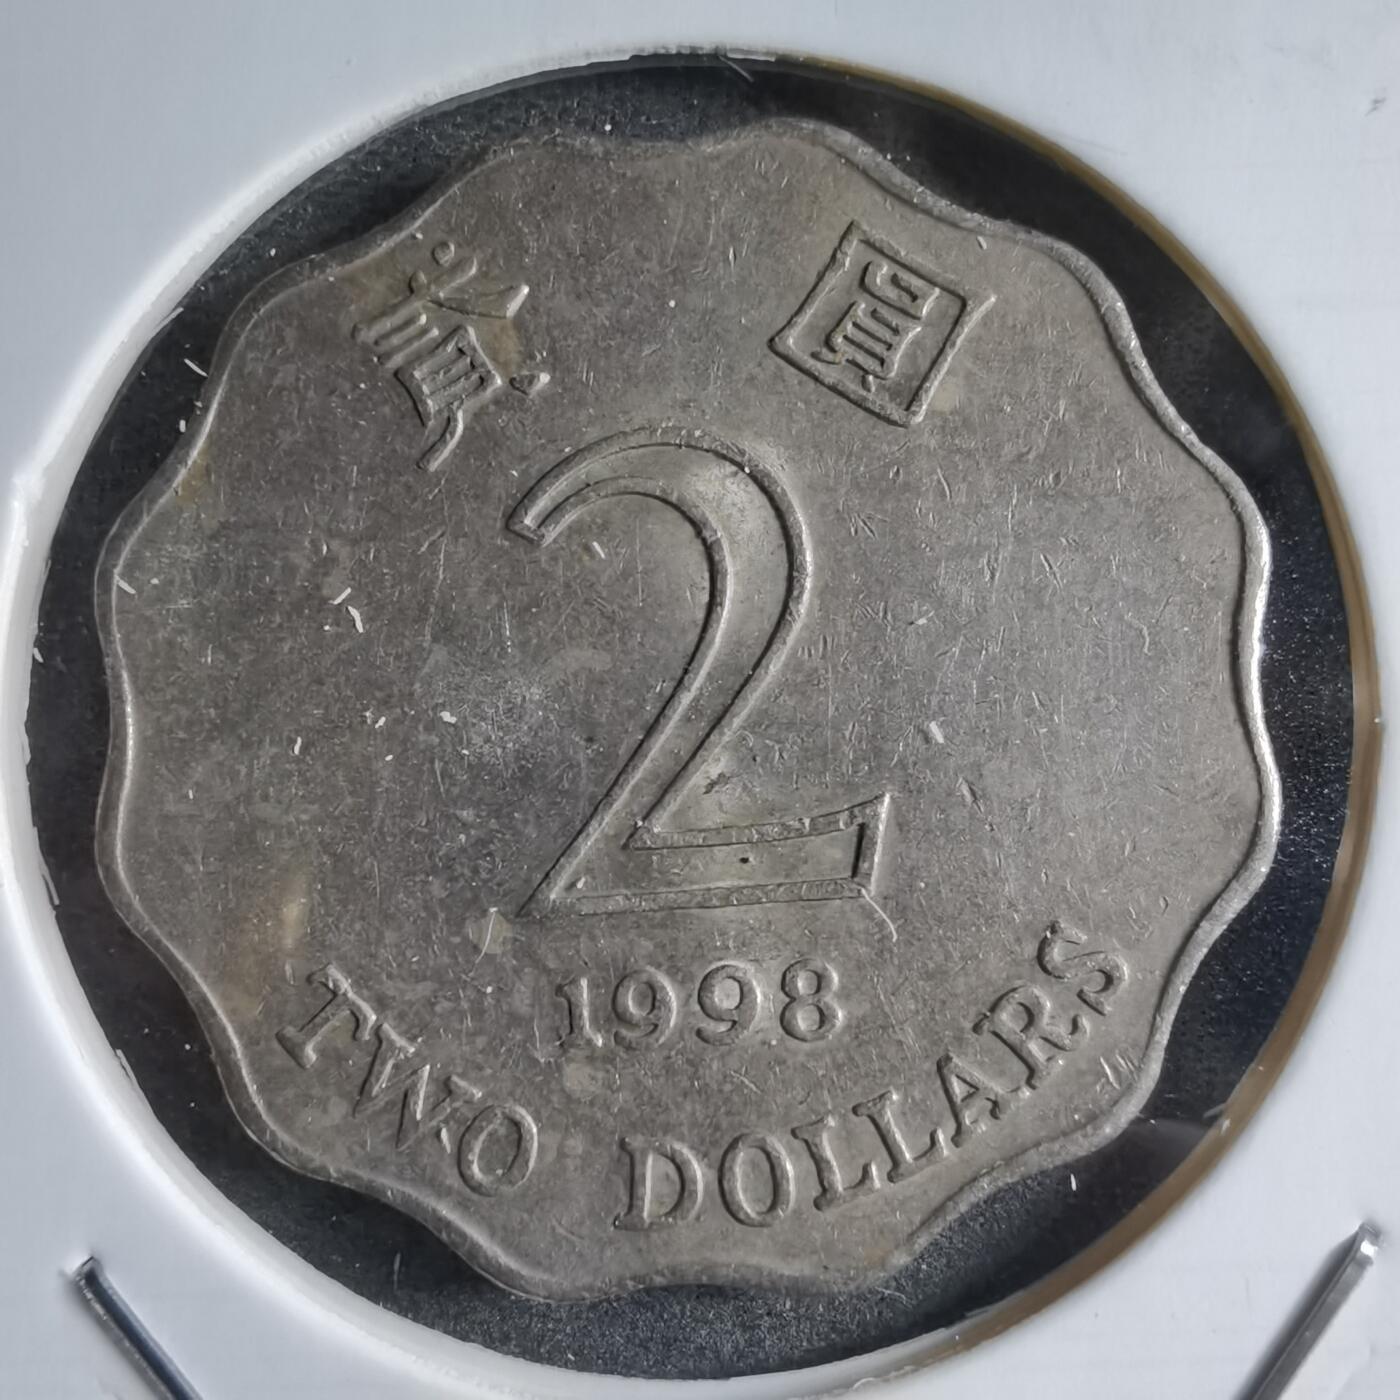 貳 圓
2
1998
TWO DOLLARS